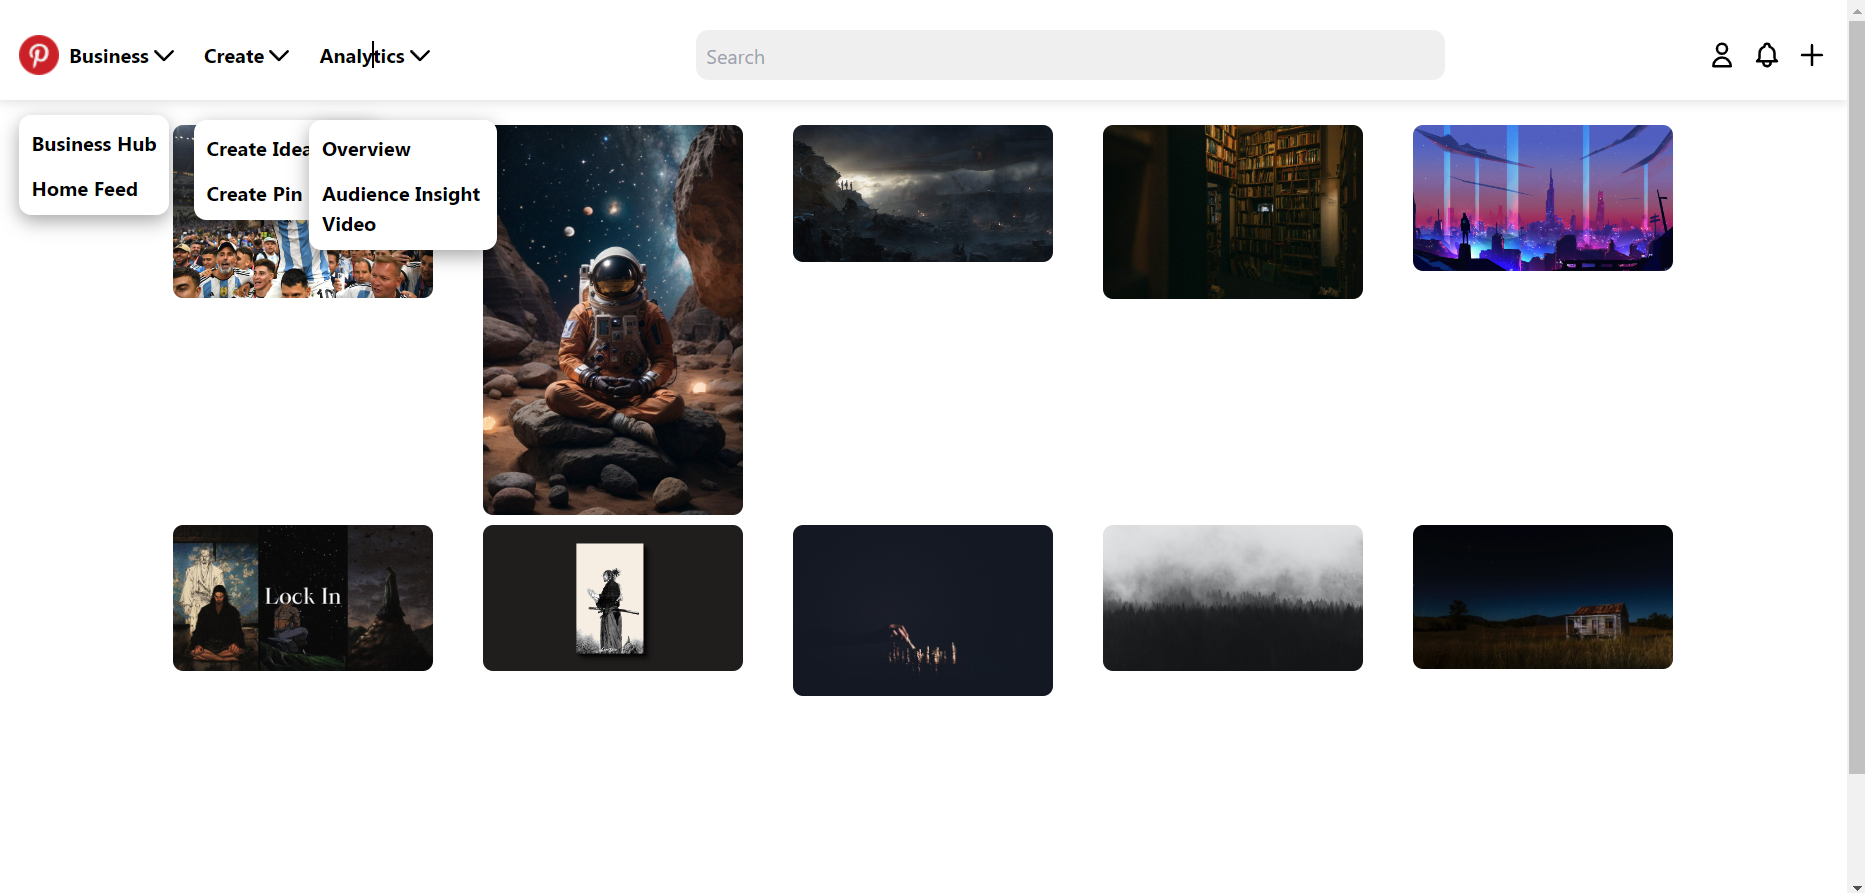 Business Create Analytics Search
Business Hub
Home Feed
Create Idea
Create Pin
Overview
Audience Insight
Video
Lock In